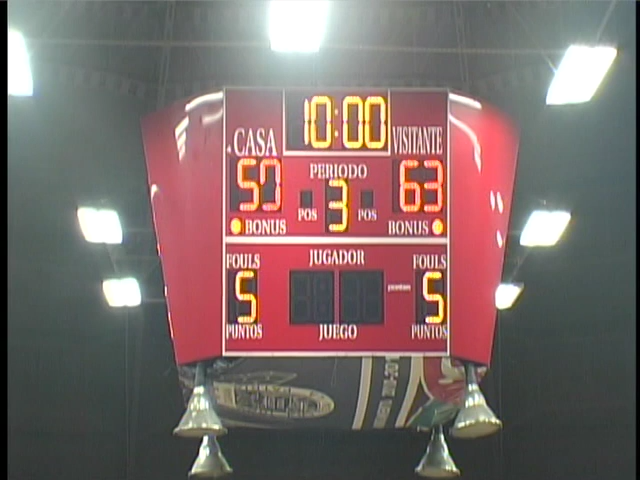 10:00
CASA VISITANTE
50 PERIODO 63
POS 3 POS
BONUS BONUS
FOULS JUGADOR FOULS
5 5
PUNTOS JUEGO PUNTOS